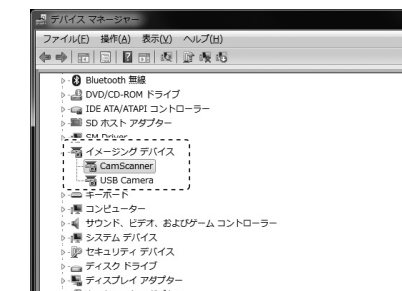 デバイス マネージャー
ファイル(F) 操作(A) 表示(V) ヘルプ(H)
Bluetooth 無線
DVD/CD-ROM ドライブ
IDE ATA/ATAPI コントローラー
SD ホスト アダプター
SM Driver
イメージング デバイス
CamScanner
USB Camera
キーボード
コンピューター
サウンド、ビデオ、およびゲーム コントローラー
システム デバイス
セキュリティ デバイス
ディスク ドライブ
ディスプレイ アダプター